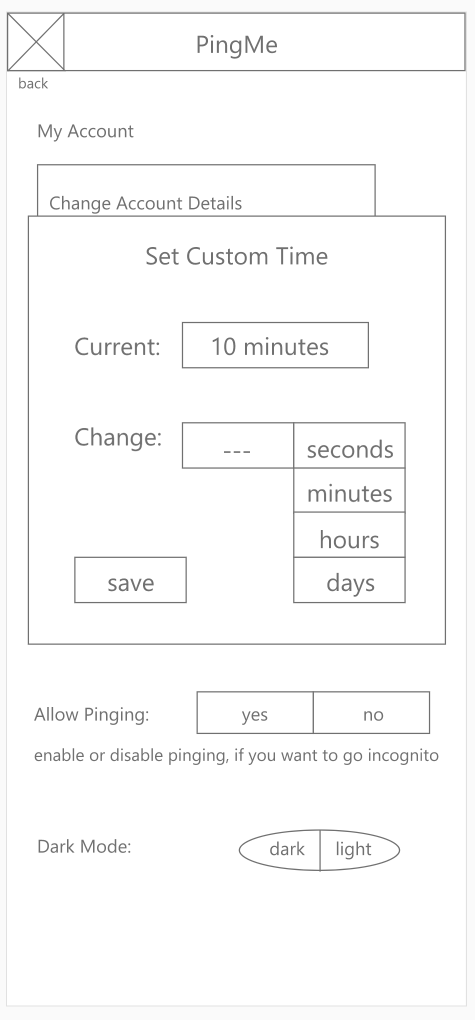 PingMe
back
My Account
Change Account Details
Set Custom Time
Current: 10 minutes
Change: --- seconds
minutes
hours
save days
Allow Pinging: yes no
enable or disable pinging, if you want to go incognito
Dark Mode: dark light